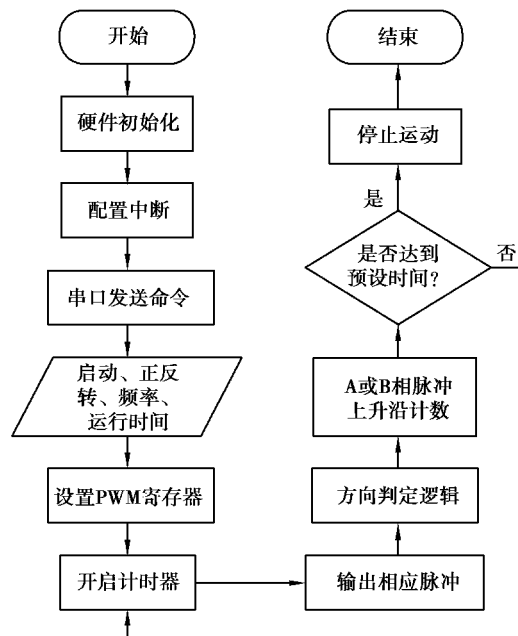 开始
硬件初始化
配置中断
串口发送命令
启动、正反
转、频率、
运行时间
设置PWM寄存器
开启计时器
输出相应脉冲
方向判定逻辑
A或B相脉冲
上升沿计数
是否达到
预设时间?
是
否
停止运动
结束